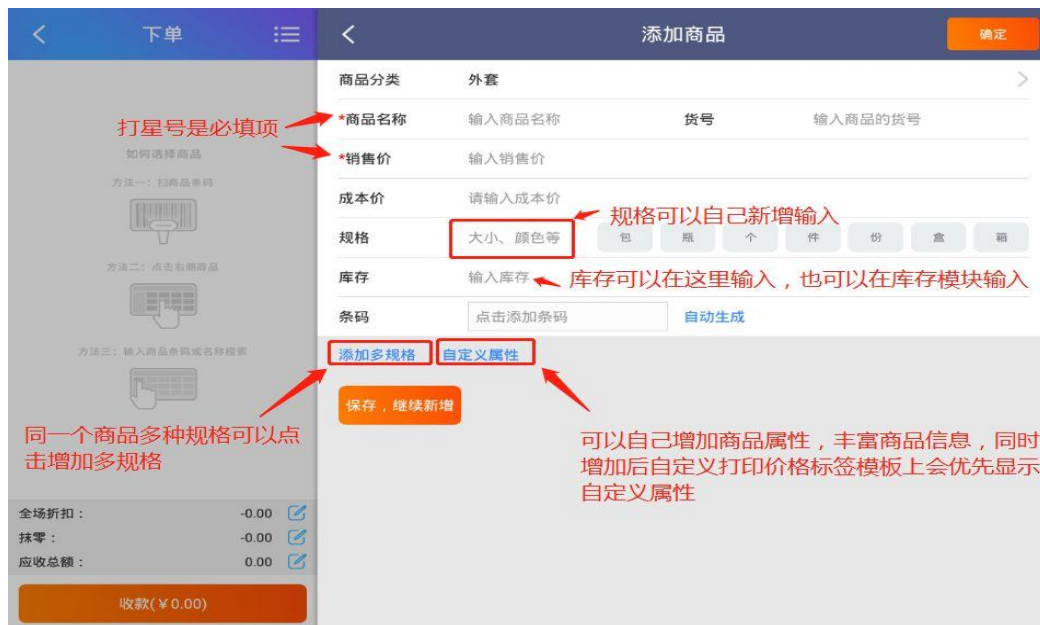 下单
添加商品
确定
商品分类 外套
打星号是必填项
*商品名称 输入商品名称 货号 输入商品的货号
如何选择商品
*销售价 输入销售价
方法一：扫商品条码
成本价 请输入成本价
规格可以自己新增输入
规格 大小、颜色等 包 瓶 个 件 份 盒 箱
方法二：点击右侧商品
库存 输入库存
库存可以在这里输入，也可以在库存模块输入
条码 点击添加条码 自动生成
方法三：输入商品条码或名称搜索
添加多规格 自定义属性
保存，继续新增
同一个商品多种规格可以点
击增加多规格
可以自己增加商品属性，丰富商品信息，同时
增加后自定义打印价格标签模板上会优先显示
自定义属性
全场折扣： -0.00
抹零： -0.00
应收总额： 0.00
收款(￥0.00)